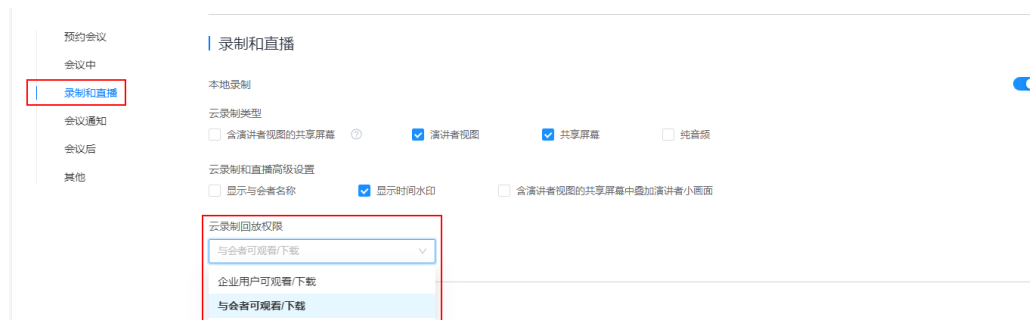 预约会议
会议中
录制和直播
会议通知
会议后
其他
录制和直播
本地录制
云录制类型
含演讲者视图的共享屏幕 ? 演讲者视图 共享屏幕 纯音频
云录制和直播高级设置
显示与会者名称 显示时间水印 含演讲者视图的共享屏幕中叠加演讲者小画面
云录制回放权限
与会者可观看/下载
企业用户可观看/下载
与会者可观看/下载